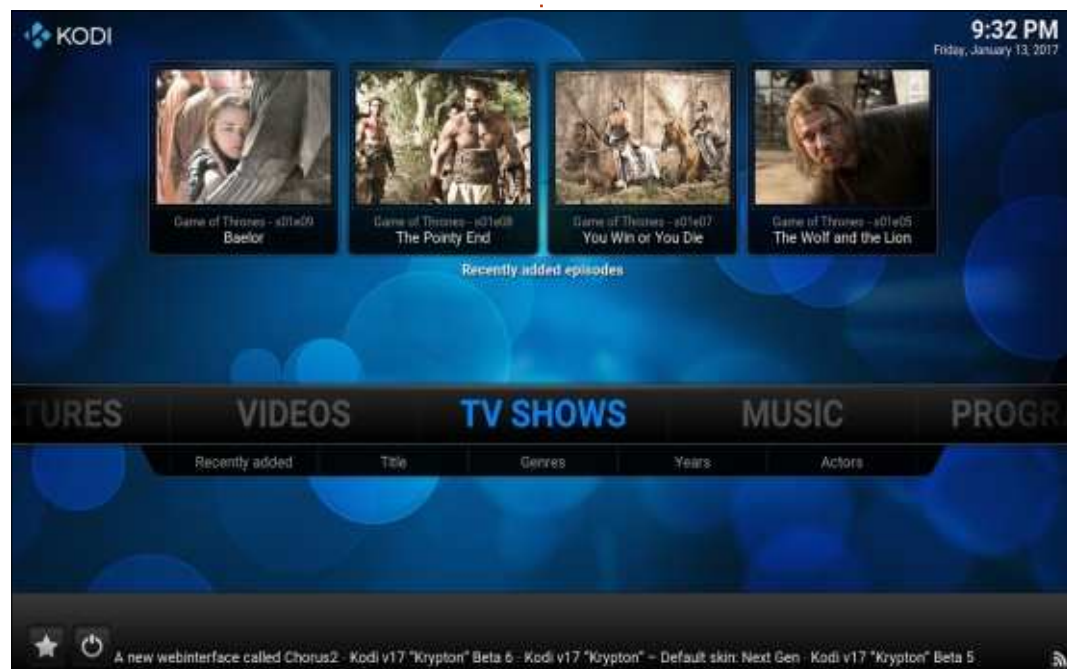 KODI
9:32 PM
Friday, January 13, 2017
Game of Thrones - s01e09
Baelor
Game of Thrones - s01e08
The Pointy End
Game of Thrones - s01e07
You Win or You Die
Game of Thrones - s01e05
The Wolf and the Lion
Recently added episodes
TURES VIDEOS TV SHOWS MUSIC PROGR
Recently added Title Genres Years Actors
A new webinterface called Chorus2 · Kodi v17 "Krypton" Beta 6 · Kodi v17 "Krypton" – Default skin: Next Gen · Kodi v17 "Krypton" Beta 5